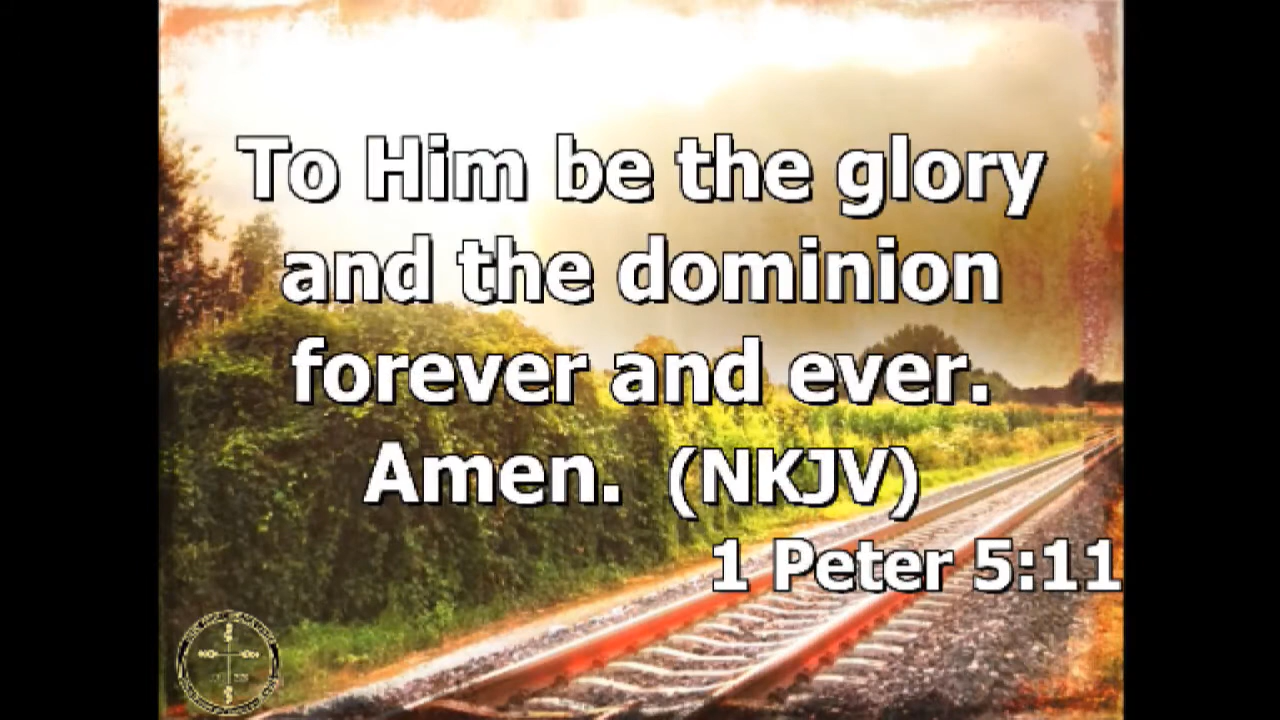 To Him be the glory
and the dominion
forever and ever.
Amen. (NKJV)
1 Peter 5:11